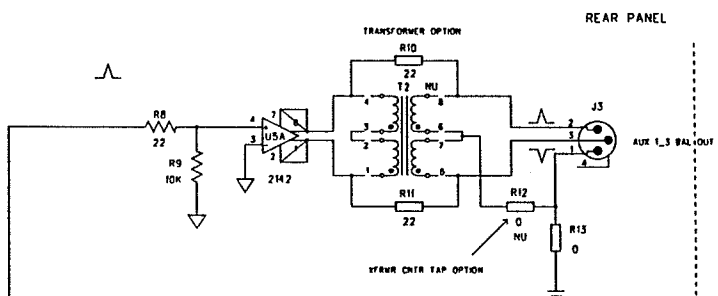 REAR PANEL
TRANSFORMER OPTION
R10
22
T2 NU
4 8
3 6
2 7
1 5
R8
22
R9
10K
4
3
7
2
1
U5A
2142
J3
2
3
1
4
AUX 1_3 BAL OUT
R11
22
R12
0
NU
R13
0
XFRMR CNTR TAP OPTION